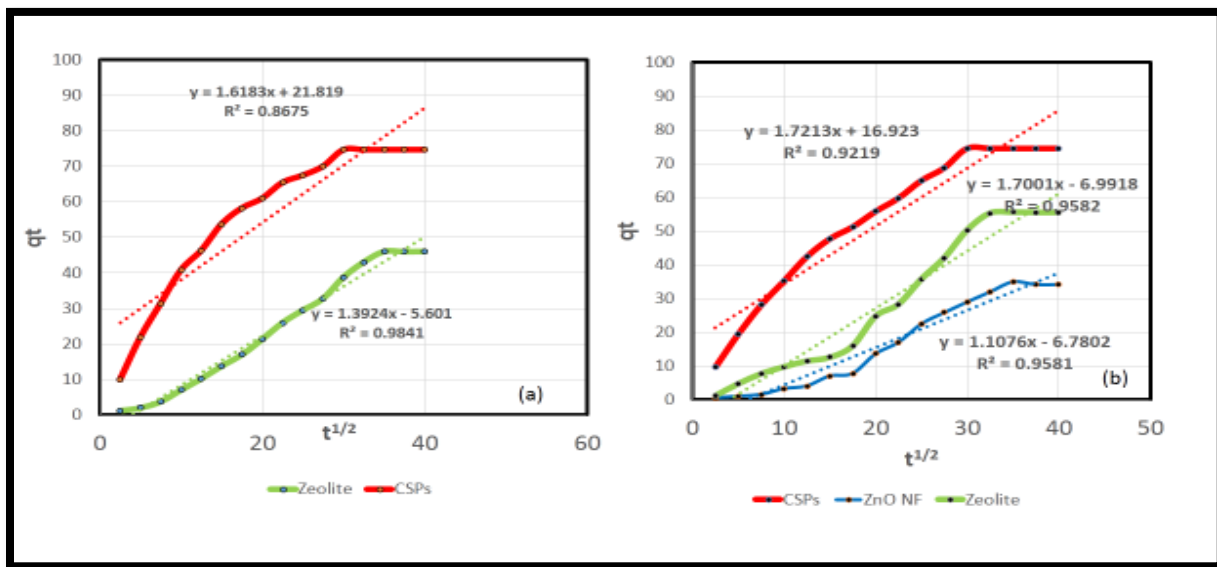 100
90
80
70
60
50
40
30
20
10
0
qt
y = 1.6183x + 21.819
R² = 0.8675
y = 1.3924x - 5.601
R² = 0.9841
(a)
0 20 40 60
t1/2
Zeolite CSPs
100
90
80
70
60
50
40
30
20
10
0
qt
y = 1.7213x + 16.923
R² = 0.9219
y = 1.7001x - 6.9918
R² = 0.9582
y = 1.1076x - 6.7802
R² = 0.9581
(b)
0 10 20 30 40 50
t1/2
CSPs ZnO NF Zeolite